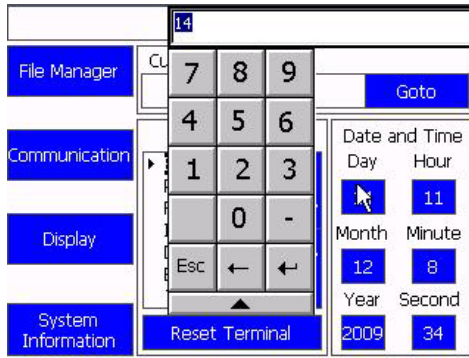 14
File Manager
Cu
7 8 9
Goto
4 5 6
Date and Time
Communication
1 2 3
Day Hour
11
0 -
Display
Month Minute
Esc
12 8
Year Second
System
Information
Reset Terminal
2009 34